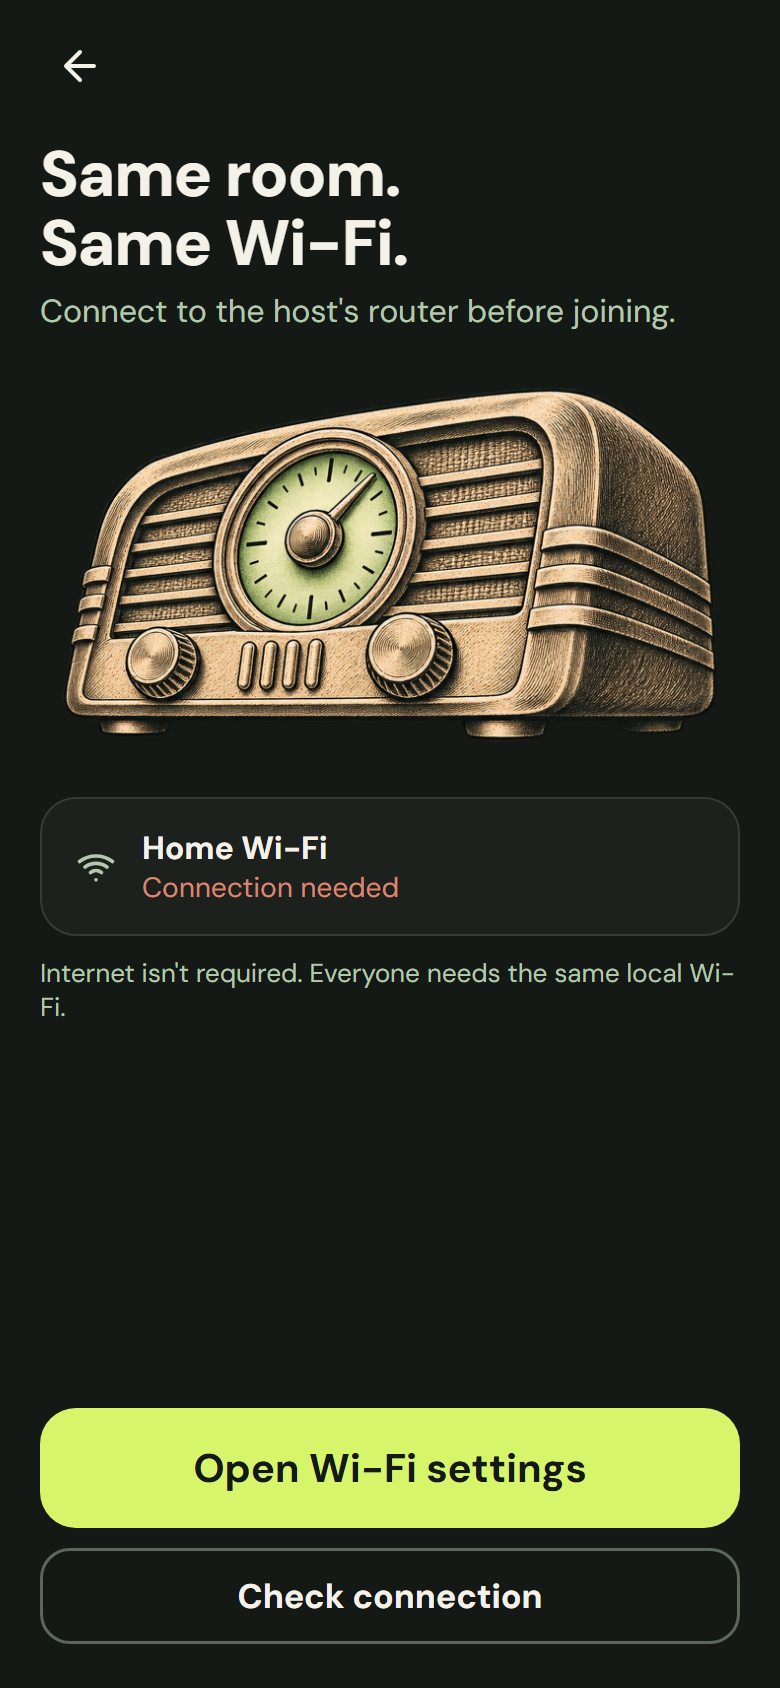 Same room.
Same Wi-Fi.
Connect to the host's router before joining.
Home Wi-Fi
Connection needed
Internet isn't required. Everyone needs the same local Wi-
Fi.
Open Wi-Fi settings
Check connection